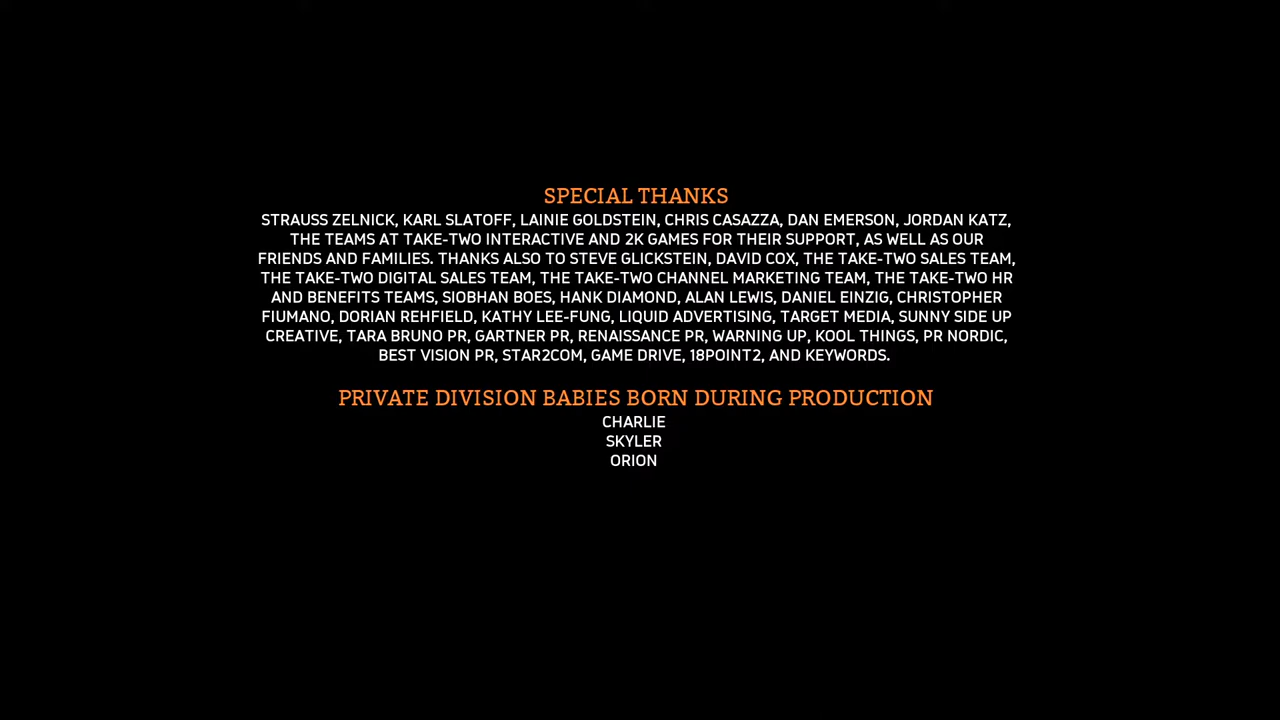 SPECIAL THANKS
STRAUSS ZELNICK, KARL SLATOFF, LAINIE GOLDSTEIN, CHRIS CASAZZA, DAN EMERSON, JORDAN KATZ,
THE TEAMS AT TAKE-TWO INTERACTIVE AND 2K GAMES FOR THEIR SUPPORT, AS WELL AS OUR
FRIENDS AND FAMILIES. THANKS ALSO TO STEVE GLICKSTEIN, DAVID COX, THE TAKE-TWO SALES TEAM,
THE TAKE-TWO DIGITAL SALES TEAM, THE TAKE-TWO CHANNEL MARKETING TEAM, THE TAKE-TWO HR
AND BENEFITS TEAMS, SIOBHAN BOES, HANK DIAMOND, ALAN LEWIS, DANIEL EINZIG, CHRISTOPHER
FIUMANO, DORIAN REHFIELD, KATHY LEE-FUNG, LIQUID ADVERTISING, TARGET MEDIA, SUNNY SIDE UP
CREATIVE, TARA BRUNO PR, GARTNER PR, RENAISSANCE PR, WARNING UP, KOOL THINGS, PR NORDIC,
BEST VISION PR, STAR2COM, GAME DRIVE, 18POINT2, AND KEYWORDS.
PRIVATE DIVISION BABIES BORN DURING PRODUCTION
CHARLIE
SKYLER
ORION